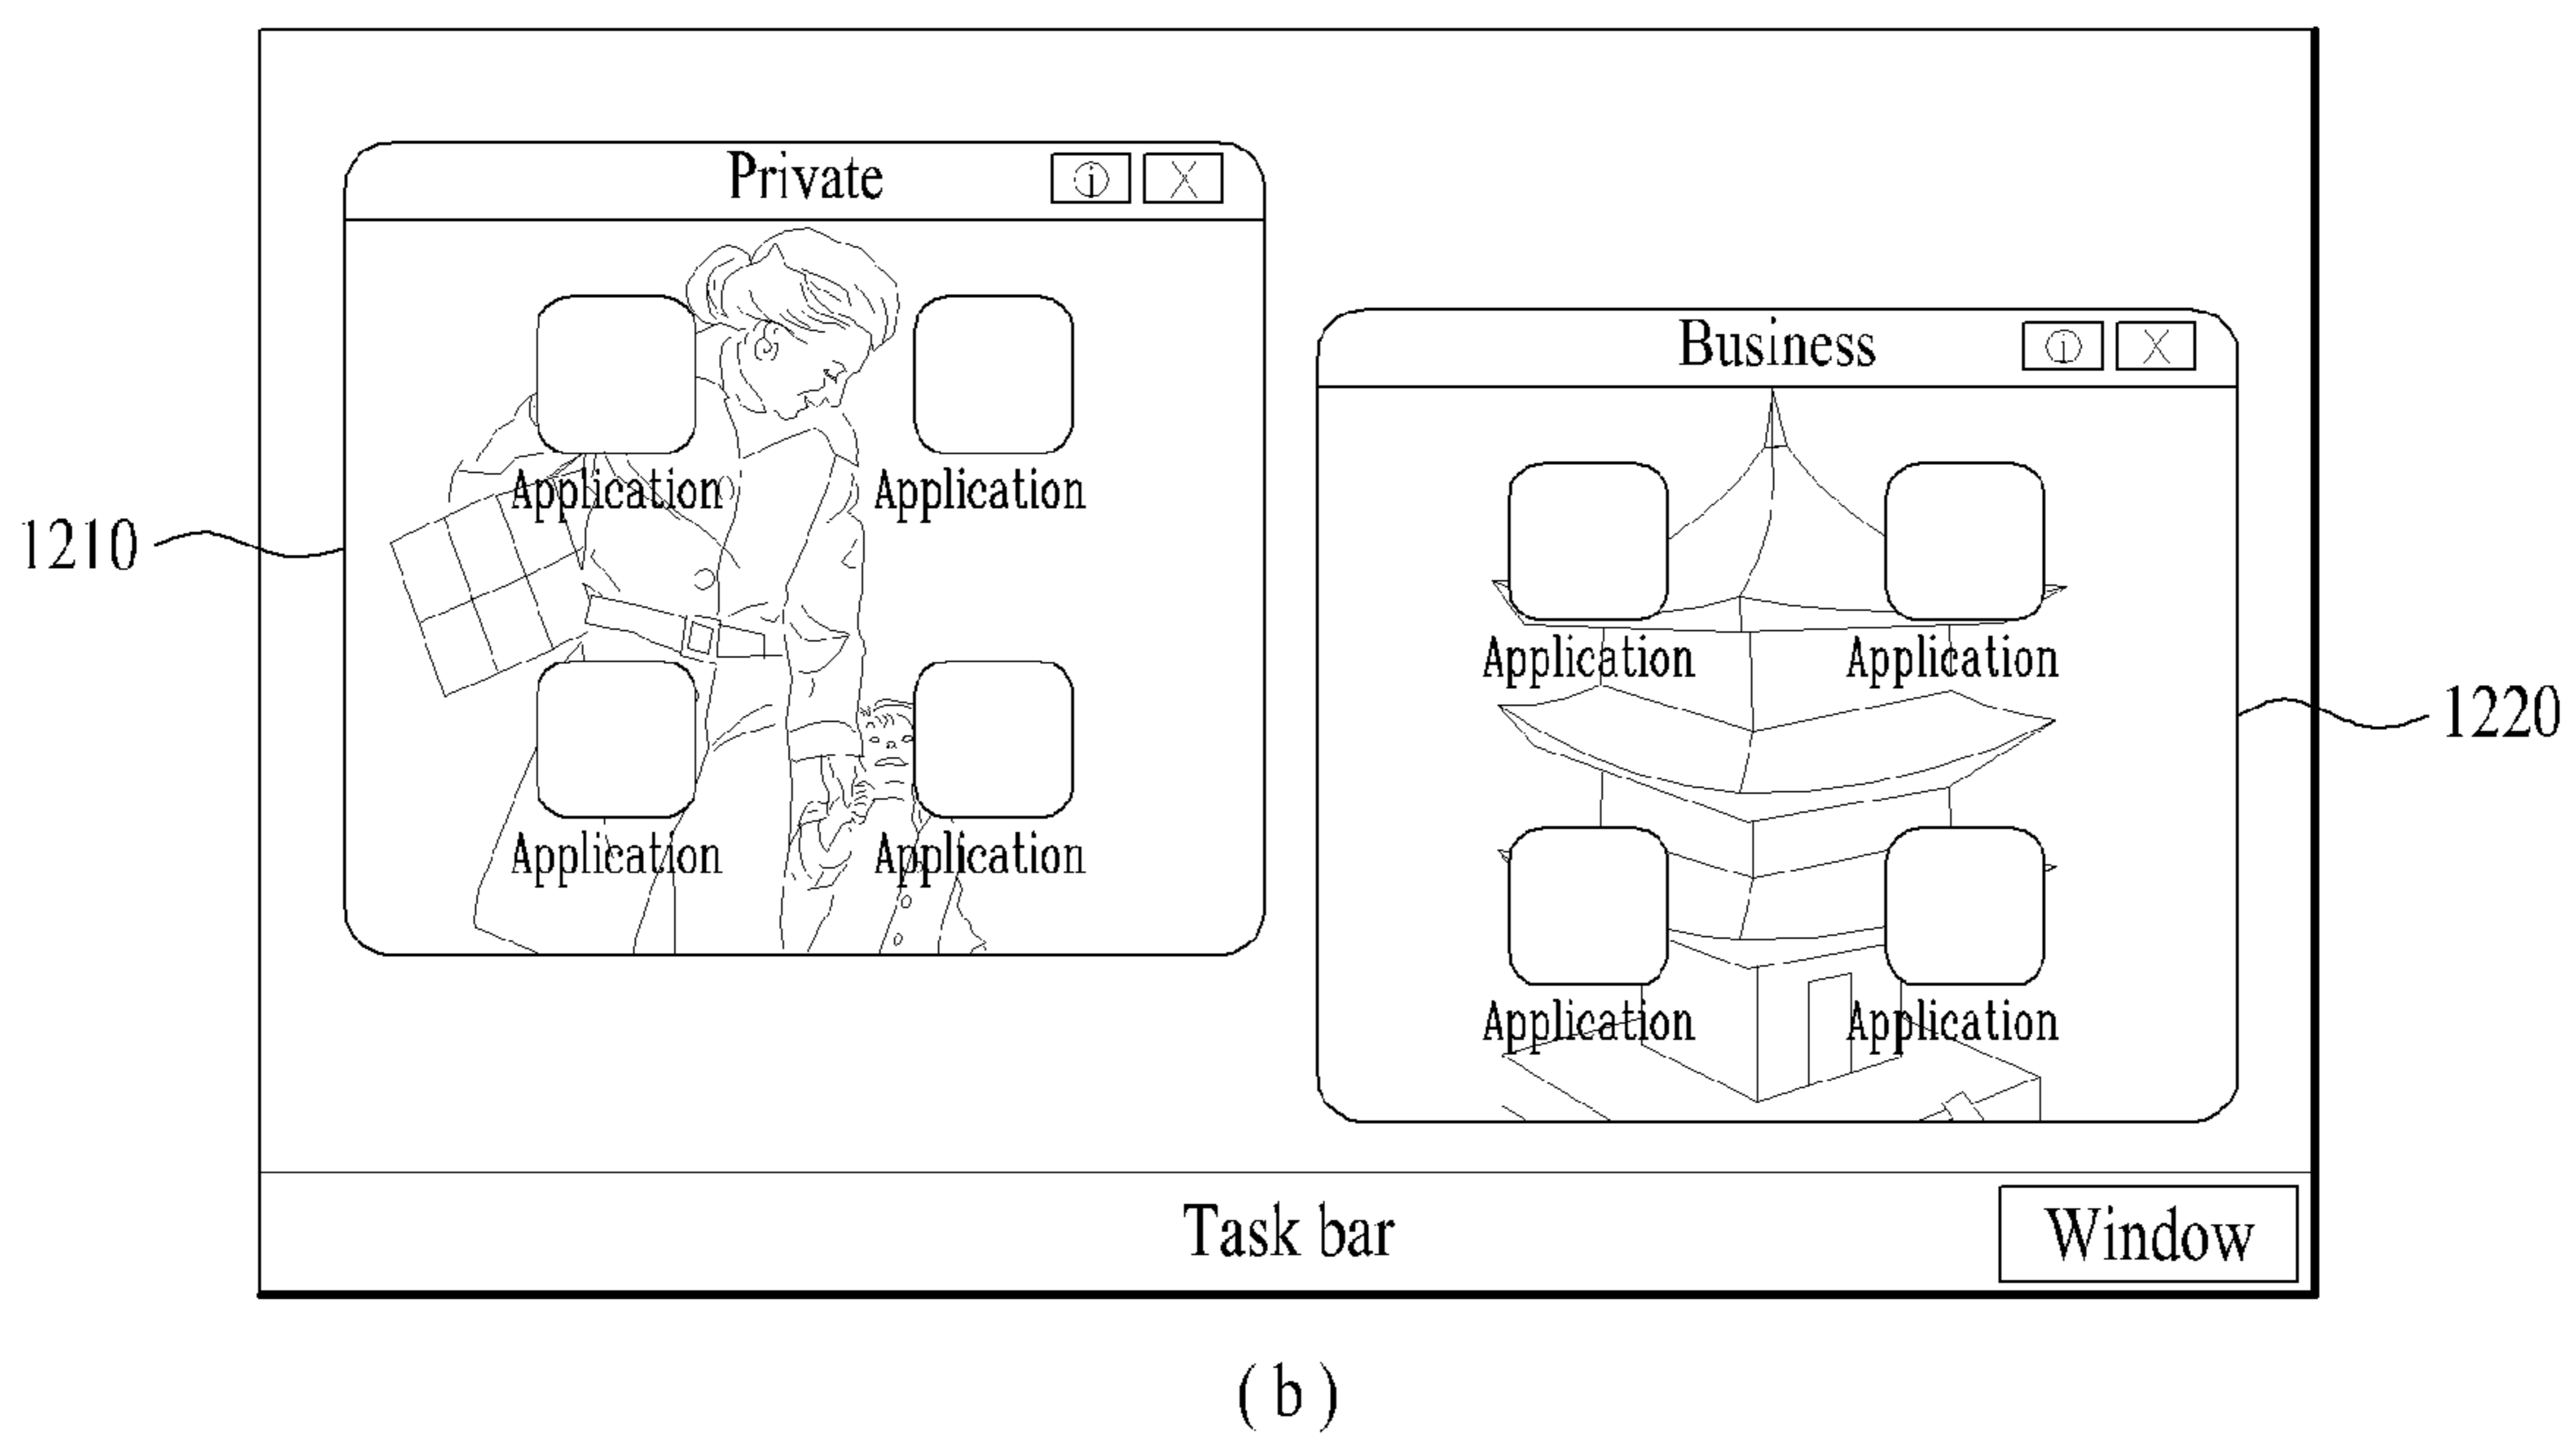 Private ⓘ X
Application Application
1210
Application Application
Business ⓘ X
Application Application
1220
Application Application
Task bar Window
( b )